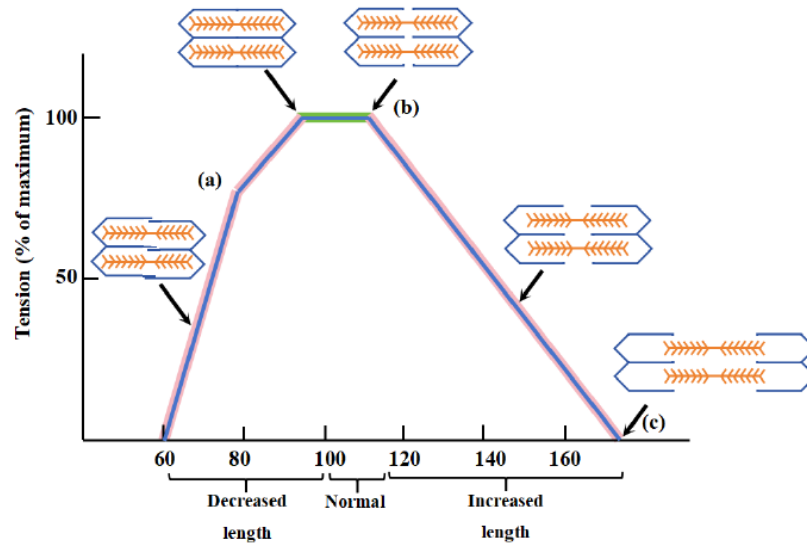 Tension (% of maximum)
100
50
(a)
(b)
(c)
60 80 100 120 140 160
Decreased
length
Normal
Increased
length